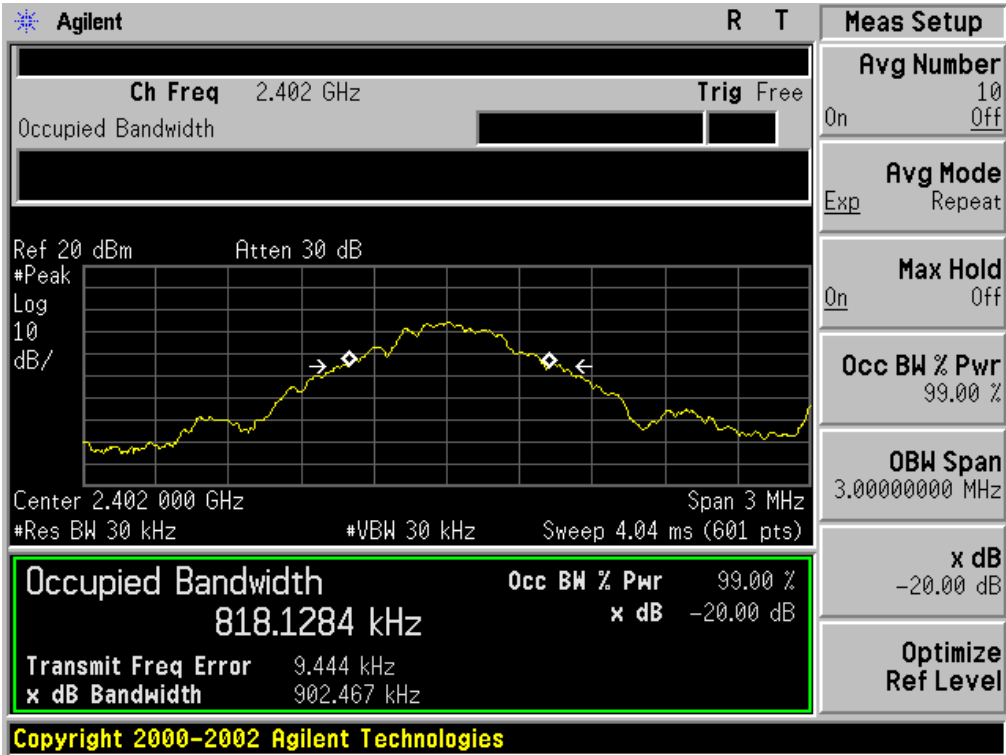 Agilent R T
Ch Freq 2.402 GHz Trig Free
Occupied Bandwidth
Ref 20 dBm Atten 30 dB
#Peak
Log
10
dB/
Center 2.402 000 GHz Span 3 MHz
#Res BW 30 kHz #VBW 30 kHz Sweep 4.04 ms (601 pts)
Occupied Bandwidth Occ BW % Pwr 99.00 %
818.1284 kHz x dB -20.00 dB
Transmit Freq Error 9.444 kHz
x dB Bandwidth 902.467 kHz
Copyright 2000-2002 Agilent Technologies
Meas Setup
Avg Number
10
On Off
Avg Mode
Exp Repeat
Max Hold
On Off
Occ BW % Pwr
99.00 %
OBW Span
3.00000000 MHz
x dB
-20.00 dB
Optimize
Ref Level